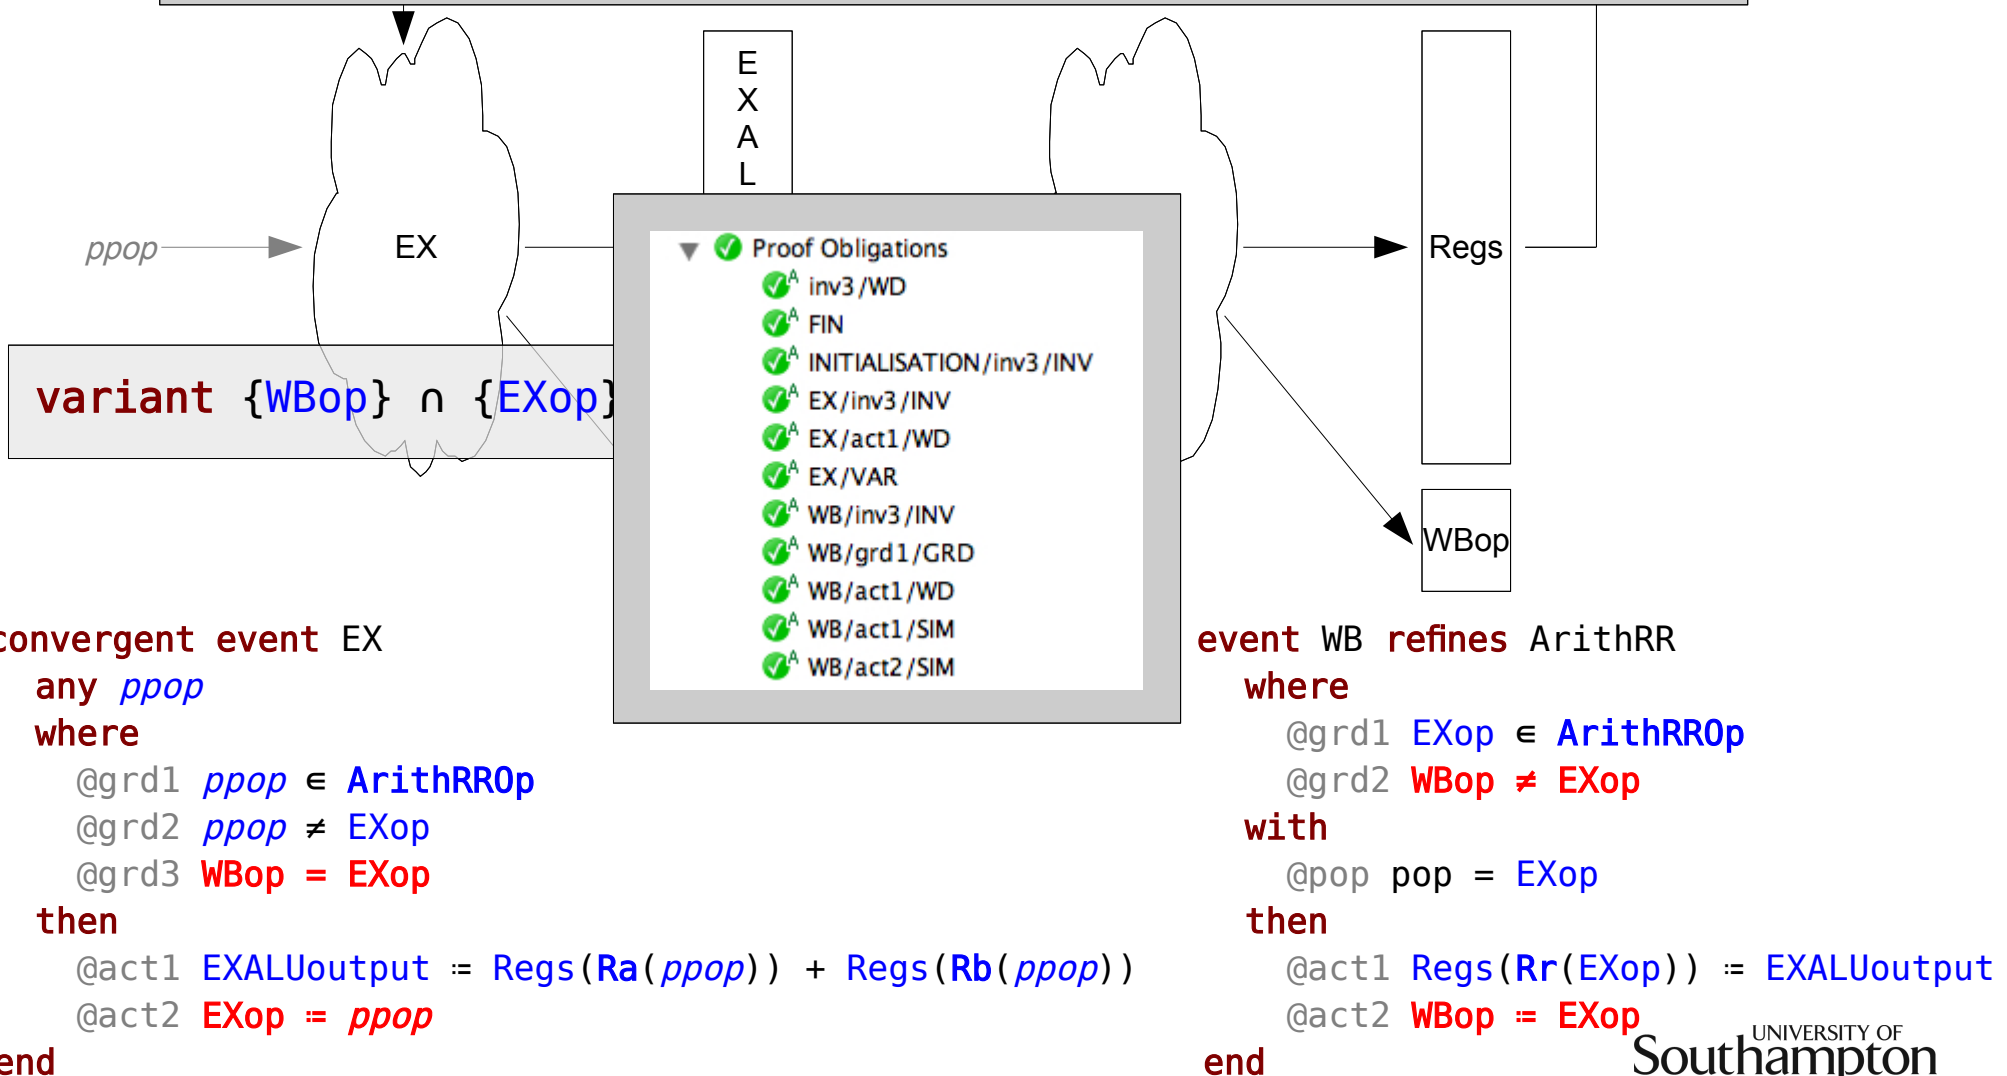 E
X
A
L
ppop
EX
Regs
WBop
variant {WBop} ∩ {EXop}
Proof Obligations
A inv3/WD
A FIN
A INITIALISATION/inv3/INV
A EX/inv3/INV
A EX/act1/WD
A EX/VAR
A WB/inv3/INV
A WB/grd1/GRD
A WB/act1/WD
A WB/act1/SIM
A WB/act2/SIM
convergent event EX
any ppop
where
@grd1 ppop ∈ ArithRROp
@grd2 ppop ≠ EXop
@grd3 WBop = EXop
then
@act1 EXALUoutput ≔ Regs(Ra(ppop)) + Regs(Rb(ppop))
@act2 EXop ≔ ppop
end
event WB refines ArithRR
where
@grd1 EXop ∈ ArithRROp
@grd2 WBop ≠ EXop
with
@pop pop = EXop
then
@act1 Regs(Rr(EXop)) ≔ EXALUoutput
@act2 WBop ≔ EXop
end
UNIVERSITY OF
Southampton